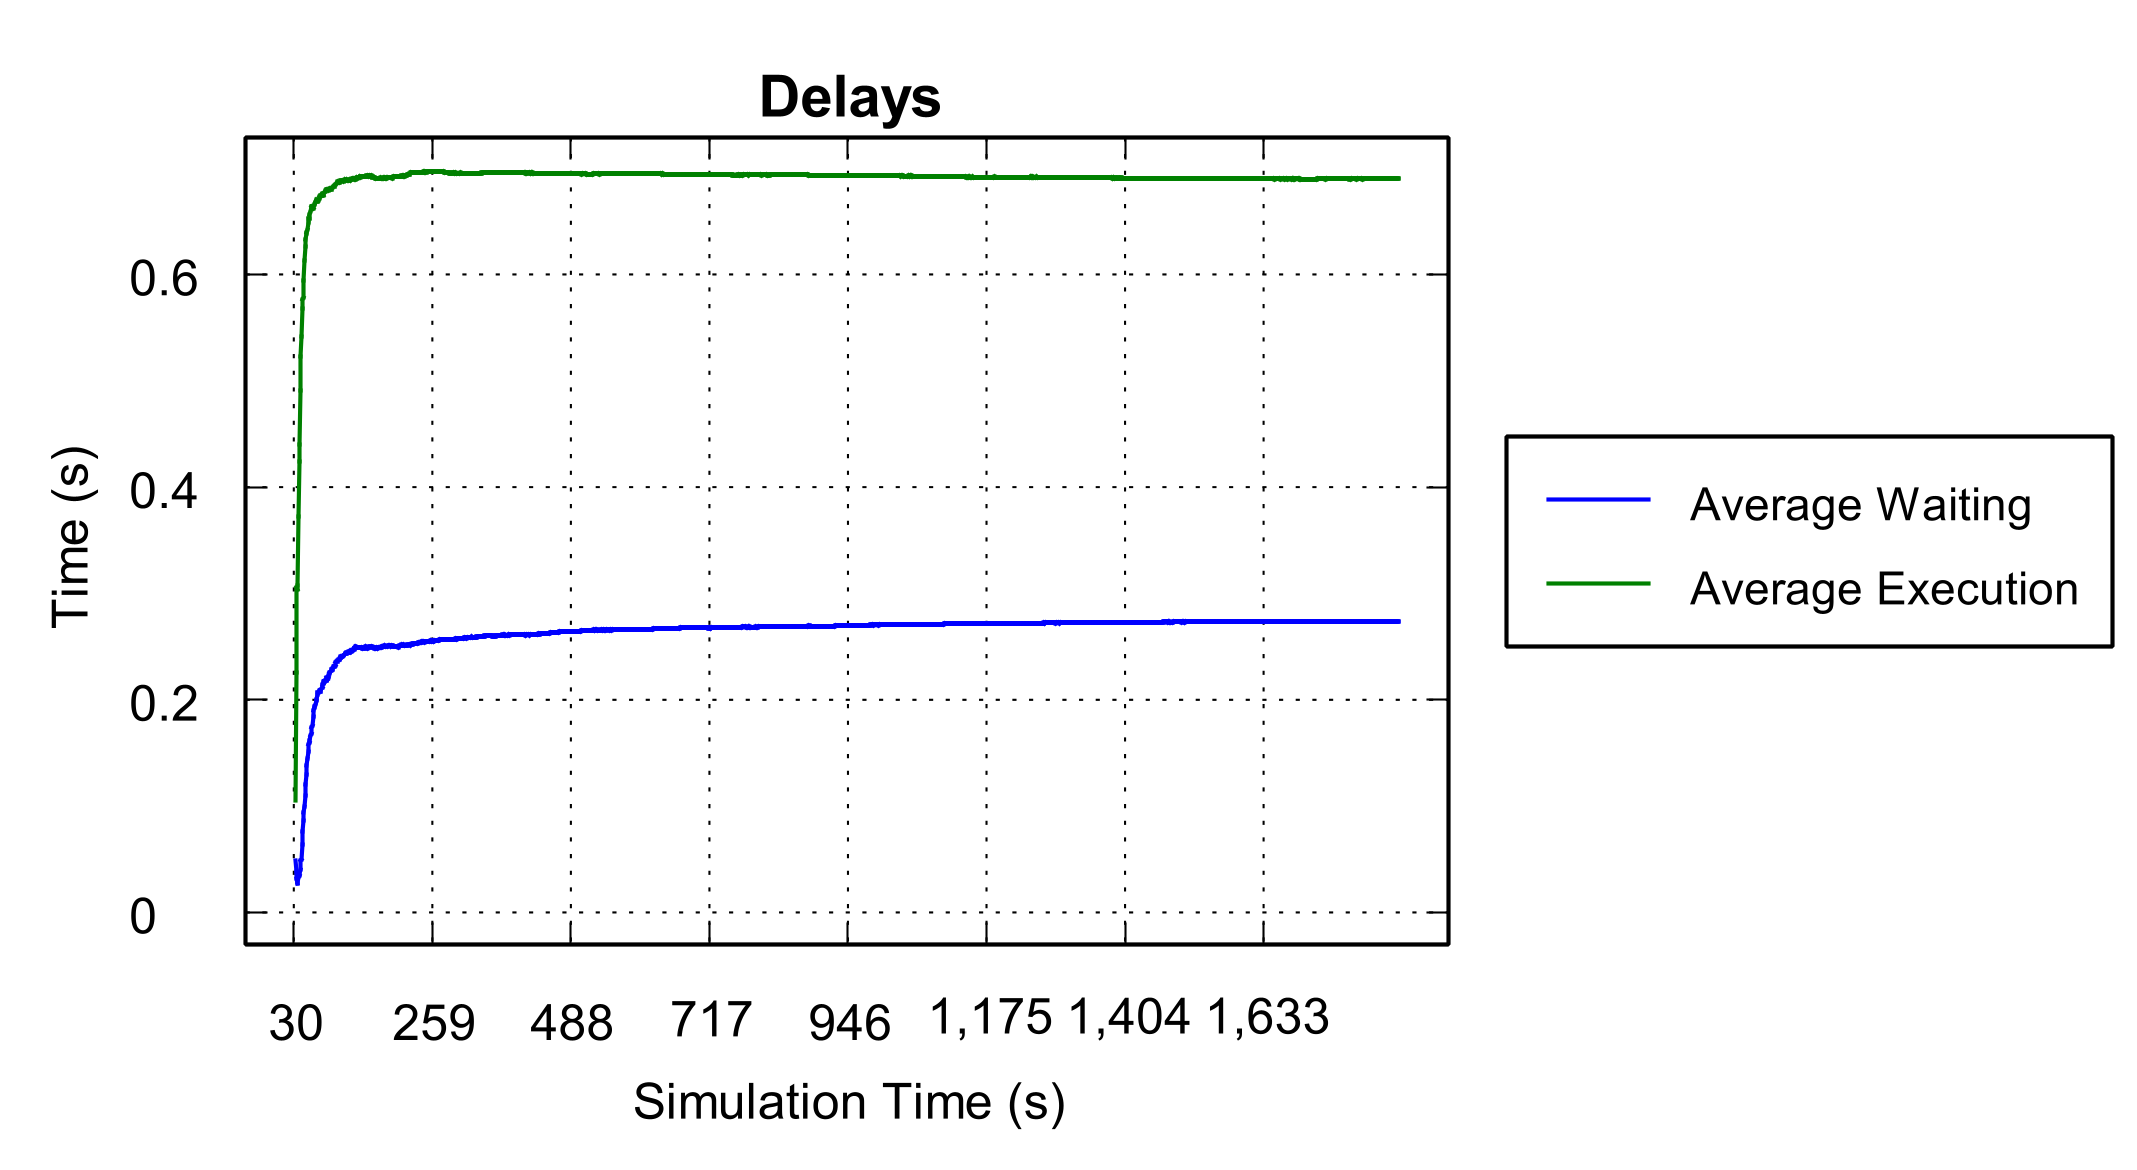 Delays
Time (s)
0.6
0.4
0.2
0
30 259 488 717 946 1,175 1,404 1,633
Simulation Time (s)
Average Waiting
Average Execution